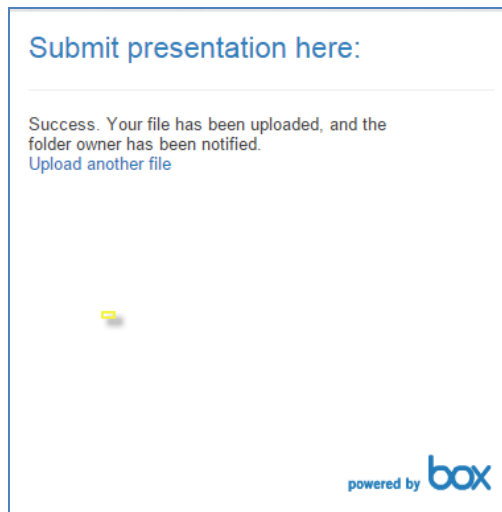 Submit presentation here:
Success. Your file has been uploaded, and the
folder owner has been notified.
Upload another file
powered by box